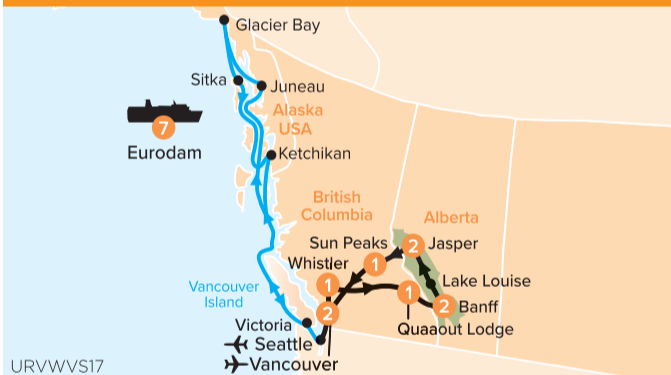 Glacier Bay
Sitka
Juneau
Alaska
USA
7
Eurodam
Ketchikan
British
Columbia
Alberta
Sun Peaks
2
Jasper
Whistler
1
1
Lake Louise
Vancouver
Island
1
2
Banff
2
Quaaout Lodge
Victoria
Seattle
Vancouver
URVWVS17